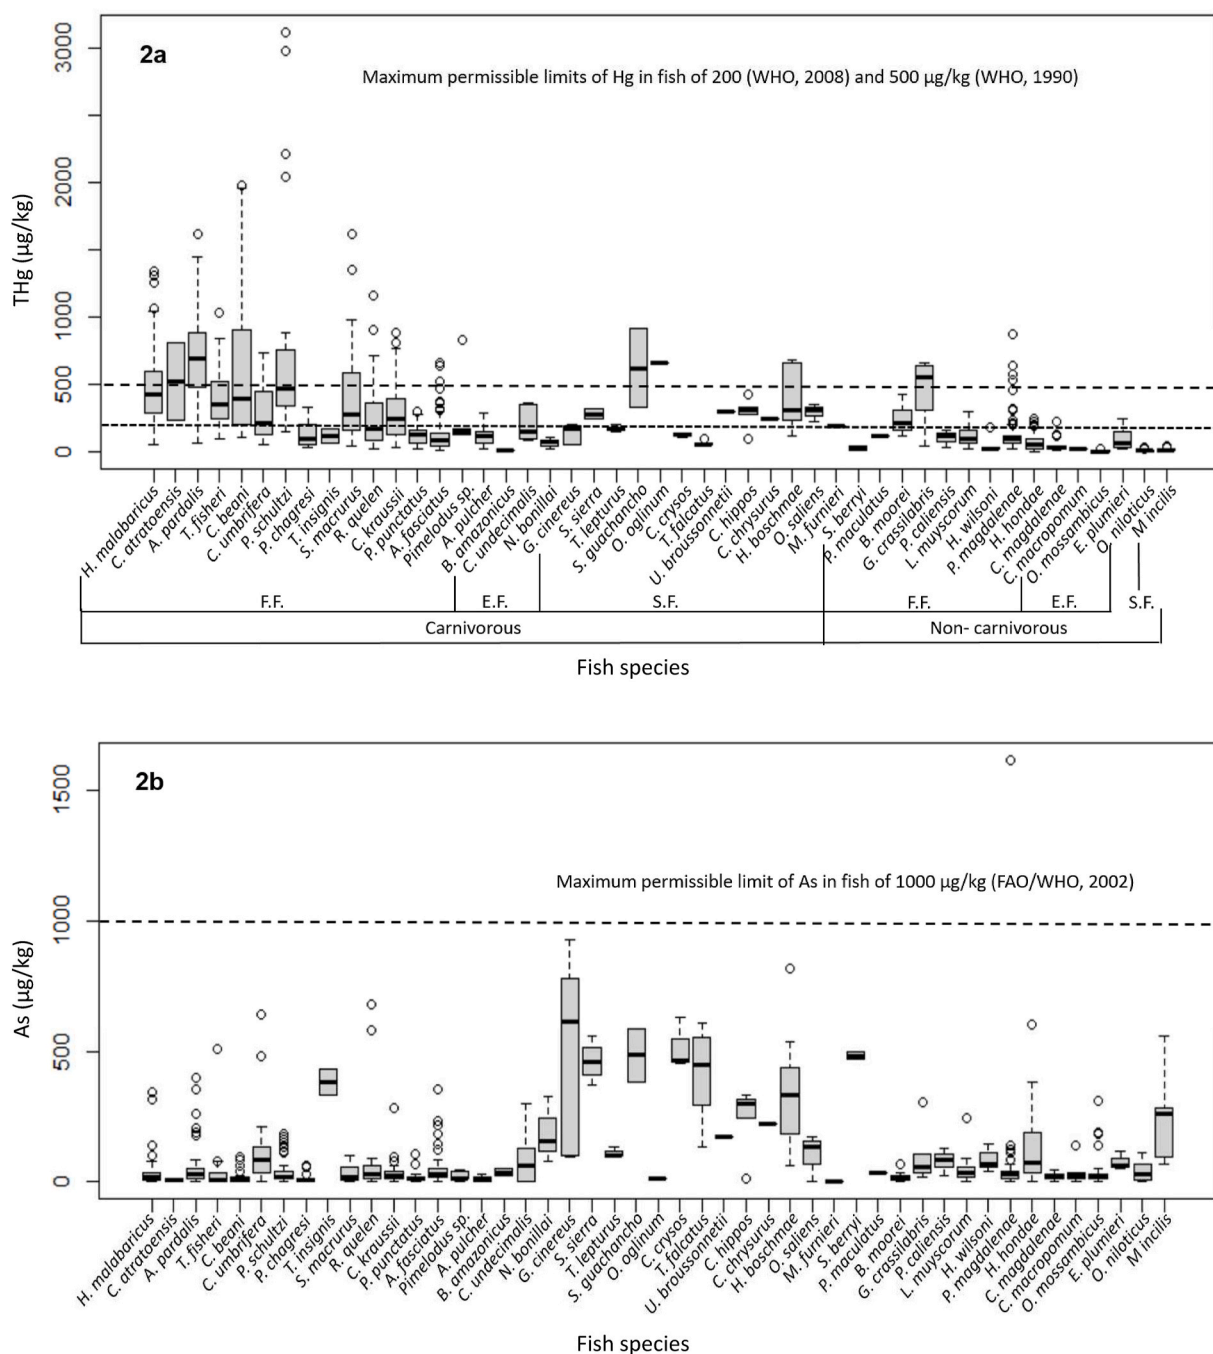 2a
Maximum permissible limits of Hg in fish of 200 (WHO, 2008) and 500 µg/kg (WHO, 1990)
THg (µg/kg)
3000
2000
1000
500
0
H. malabaricus
C. atratoensis
A. pardalis
T. fisheri
C. beani
C. umbrifera
P. schultzi
P. chagresi
T. insignis
S. macrurus
R. quelen
C. kraussii
P. punctatus
A. fasciatus
Pimelodus sp.
A. pulcher
B. amazonicus
C. undecimalis
N. bonillai
G. cinereus
S. sierra
T. lepturus
S. guachancho
O. oglinum
C. crysos
T. falcatus
U. broussonnetii
C. hippos
C. chrysurus
H. boschmae
O. saliens
M. furnieri
S. berryi
P. maculatus
B. moorei
G. crassilabris
P. caliensis
L. muyscorum
H. wilsoni
P. magdalenae
H. hondae
C. magdalenae
C. macropomum
O. mossambicus
E. plumieri
O. niloticus
M incilis
F.F. E.F. S.F. F.F. E.F. S.F.
Carnivorous Non- carnivorous
Fish species
2b
Maximum permissible limit of As in fish of 1000 µg/kg (FAO/WHO, 2002)
As (µg/kg)
1500
1000
500
0
H. malabaricus
C. atratoensis
A. pardalis
T. fisheri
C. beani
C. umbrifera
P. schultzi
P. chagresi
T. insignis
S. macrurus
R. quelen
C. kraussii
P. punctatus
A. fasciatus
Pimelodus sp.
A. pulcher
B. amazonicus
C. undecimalis
N. bonillai
G. cinereus
S. sierra
T. lepturus
S. guachancho
O. oglinum
C. crysos
T. falcatus
U. broussonnetii
C. hippos
C. chrysurus
H. boschmae
O. saliens
M. furnieri
S. berryi
P. maculatus
B. moorei
G. crassilabris
P. caliensis
L. muyscorum
H. wilsoni
P. magdalenae
H. hondae
C. magdalenae
C. macropomum
O. mossambicus
E. plumieri
O. niloticus
M incilis
Fish species